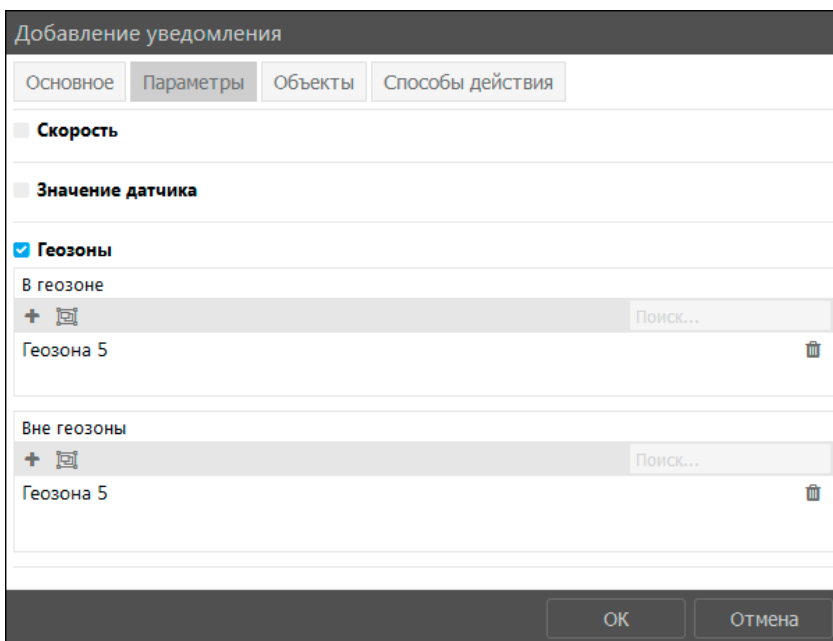 Добавление уведомления
Основное Параметры Объекты Способы действия
Скорость
Значение датчика
Геозоны
В геозоне
Поиск...
Геозона 5
Вне геозоны
Поиск...
Геозона 5
ОК Отмена